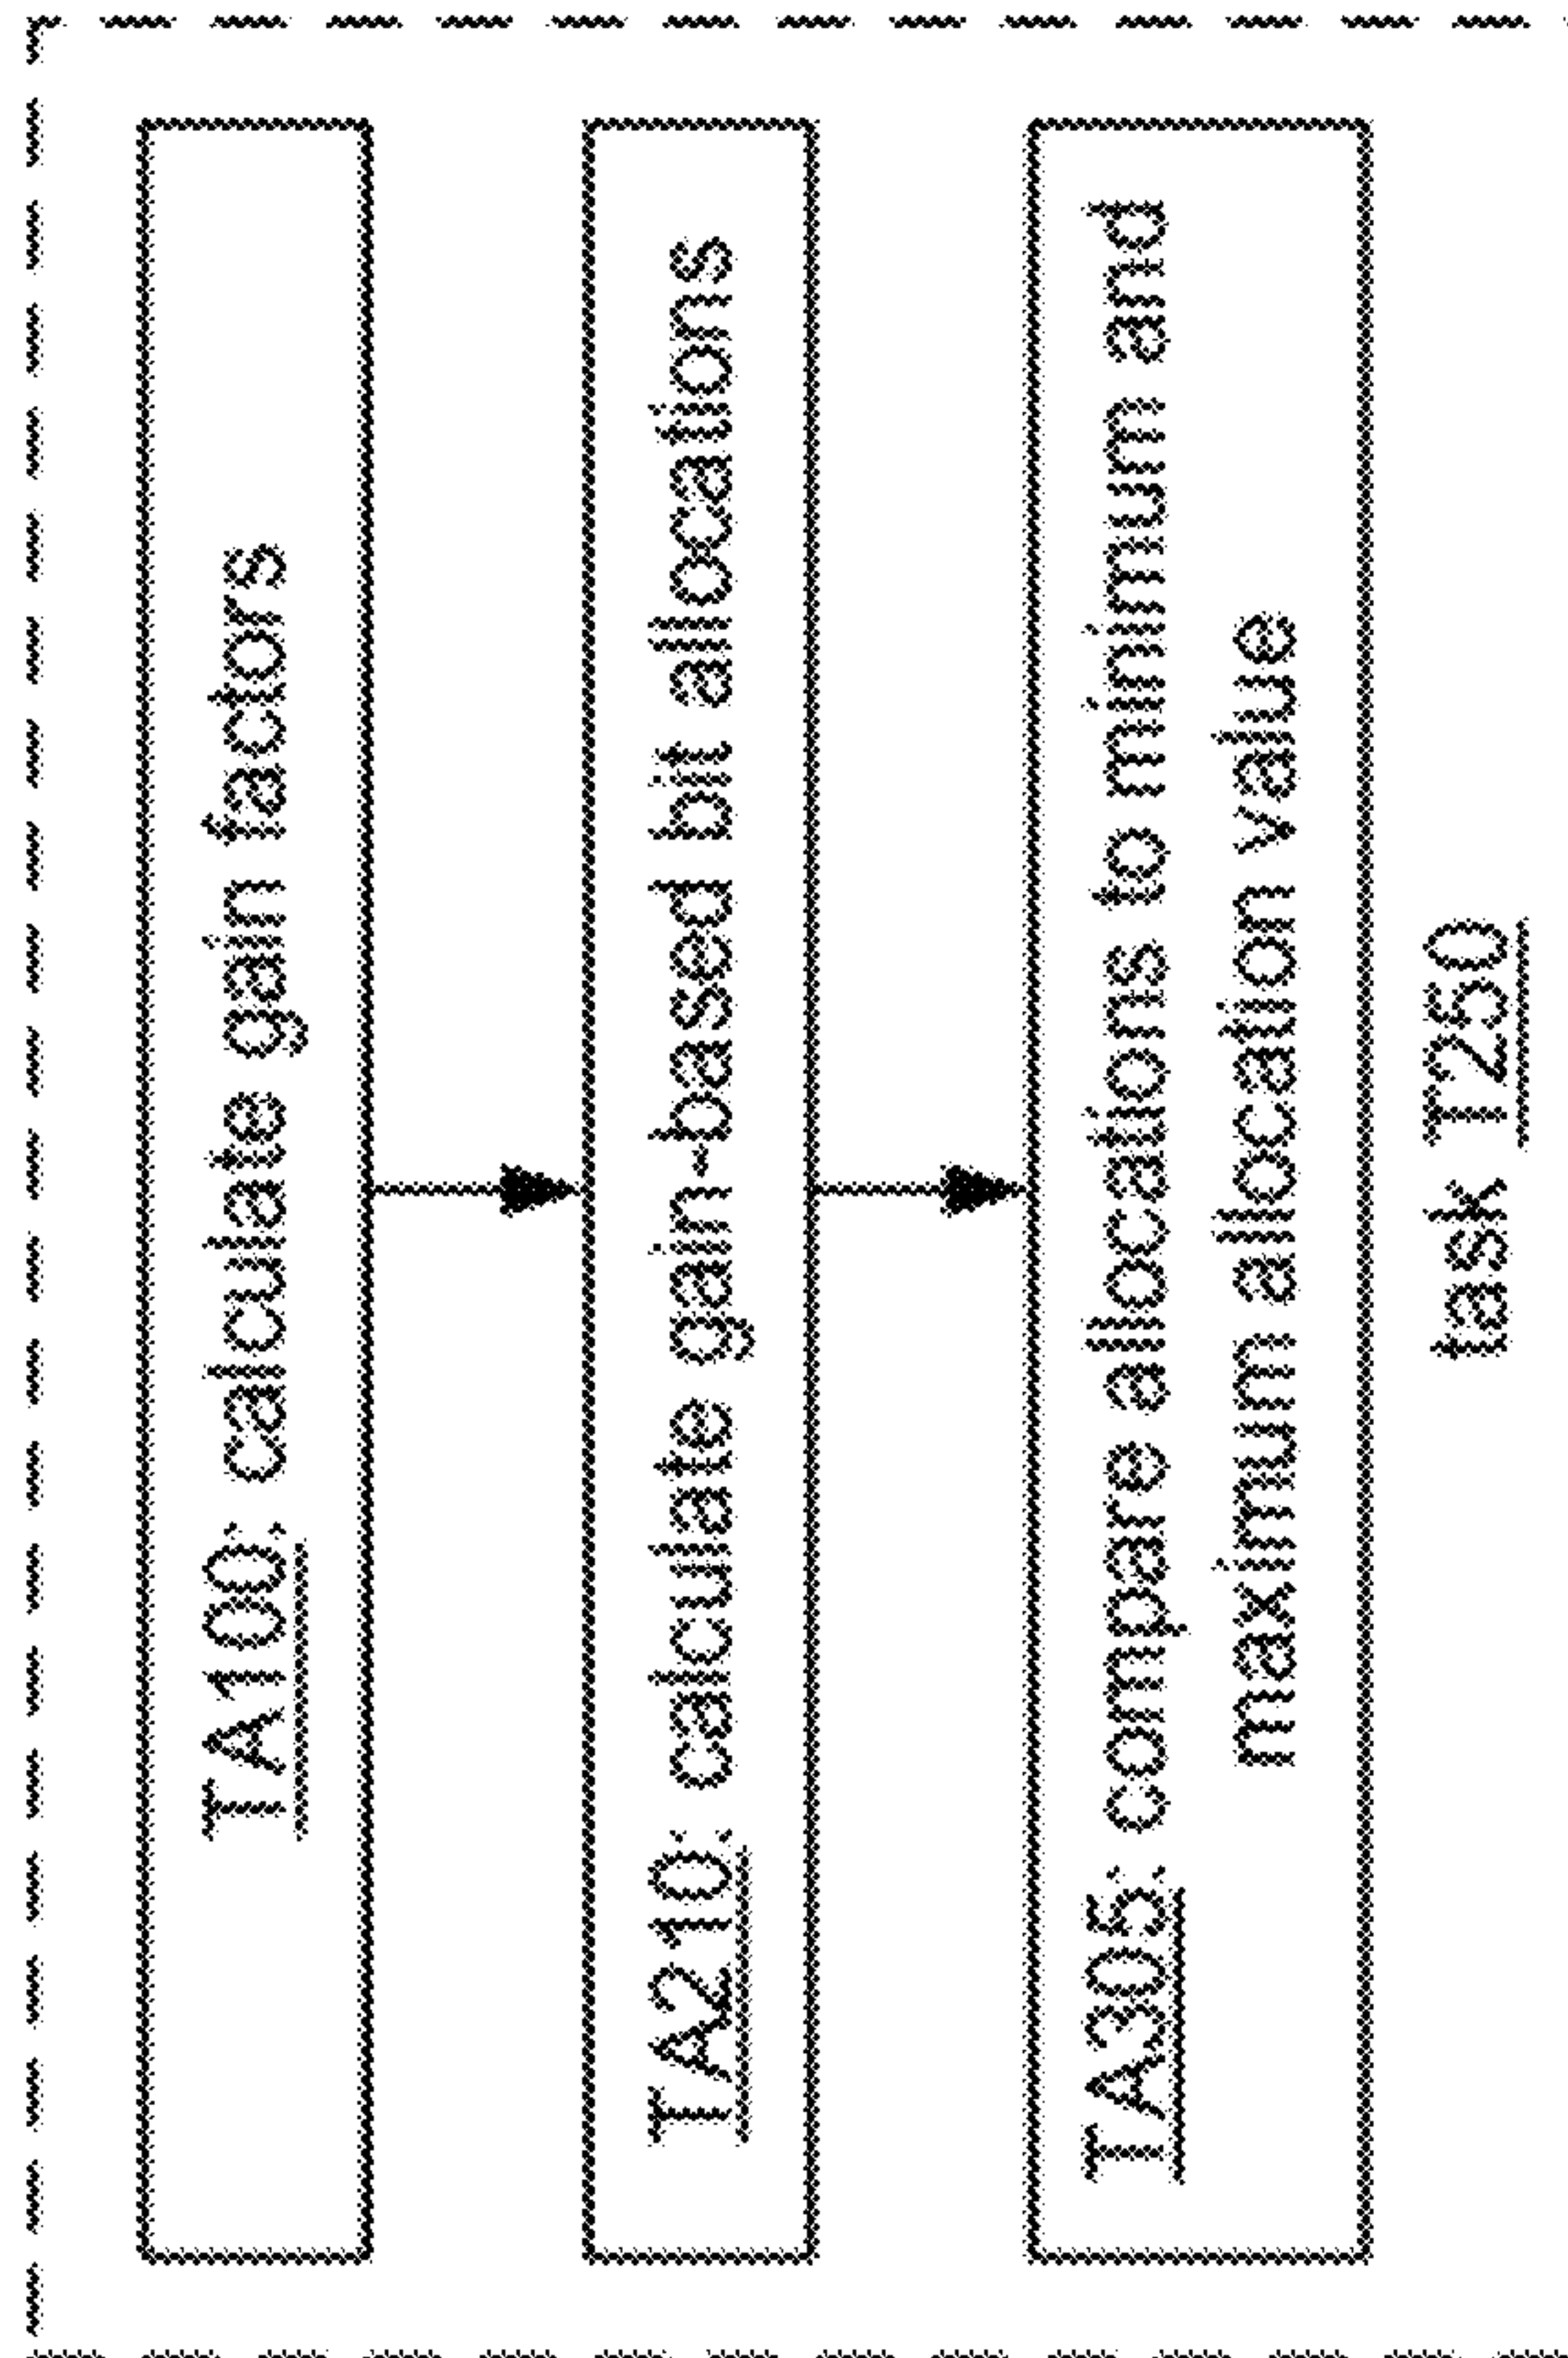 TA100: calculate gain factors
TA210: calculate gain-based bit allocations
TA305: compare allocations to minimum and
maximum allocation value
task T250